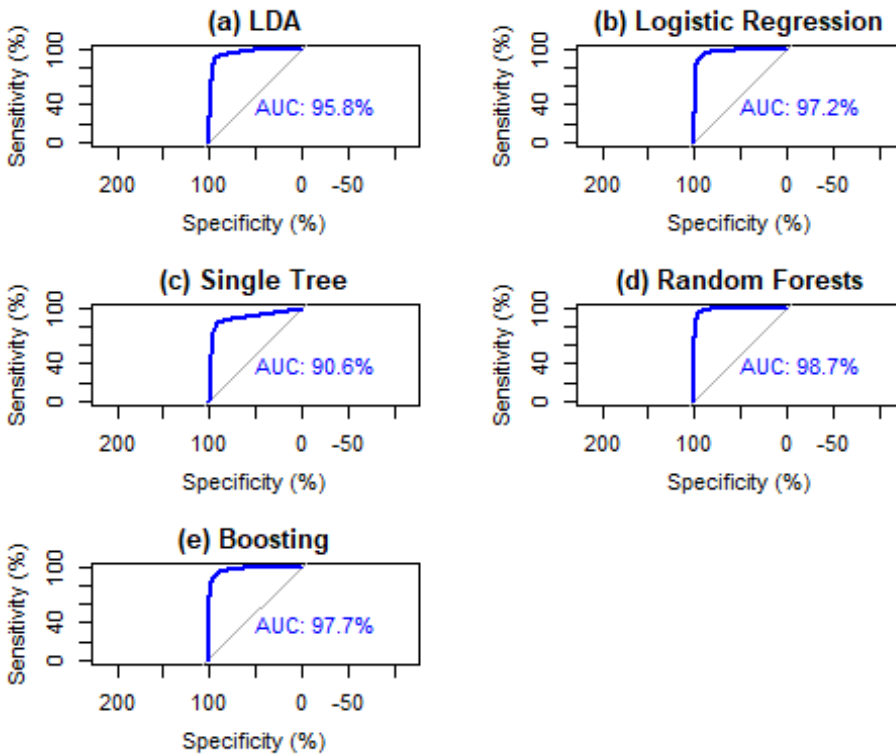 (a) LDA
Sensitivity (%)
100
40
0
AUC: 95.8%
200 100 0 -50
Specificity (%)
(b) Logistic Regression
Sensitivity (%)
100
40
0
AUC: 97.2%
200 100 0 -50
Specificity (%)
(c) Single Tree
Sensitivity (%)
100
40
0
AUC: 90.6%
200 100 0 -50
Specificity (%)
(d) Random Forests
Sensitivity (%)
100
40
0
AUC: 98.7%
200 100 0 -50
Specificity (%)
(e) Boosting
Sensitivity (%)
100
40
0
AUC: 97.7%
200 100 0 -50
Specificity (%)